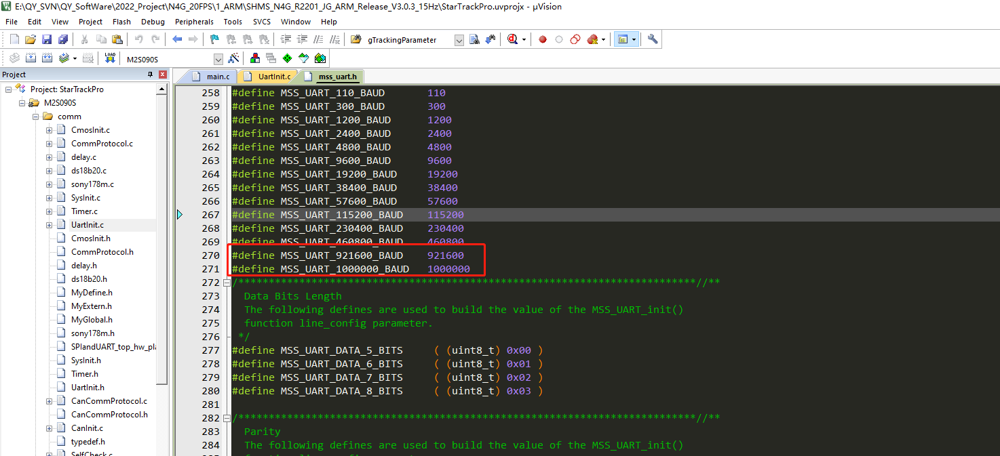 E:\QY_SVN\QY_SoftWare\2022_Project\N4G_20FPS\1_ARM\SHMS_N4G_R2201_JG_ARM_Release_V3.0.3_15Hz\StarTrackPro.uvprojx - µVision
File Edit View Project Flash Debug Peripherals Tools SVCS Window Help
gTrackingParameter
LOAD M2S090S
Project
main.c UartInit.c mss_uart.h
Project: StarTrackPro
M2S090S
comm
CmosInit.c
CommProtocol.c
delay.c
ds18b20.c
sony178m.c
SysInit.c
Timer.c
UartInit.c
CmosInit.h
CommProtocol.h
delay.h
ds18b20.h
MyDefine.h
MyExtern.h
MyGlobal.h
sony178m.h
SPIandUART_top_hw_pla
SysInit.h
Timer.h
UartInit.h
CanCommProtocol.c
CanCommProtocol.h
CanInit.c
typedef.h
SelfCheck.c
258 #define MSS_UART_110_BAUD 110
259 #define MSS_UART_300_BAUD 300
260 #define MSS_UART_1200_BAUD 1200
261 #define MSS_UART_2400_BAUD 2400
262 #define MSS_UART_4800_BAUD 4800
263 #define MSS_UART_9600_BAUD 9600
264 #define MSS_UART_19200_BAUD 19200
265 #define MSS_UART_38400_BAUD 38400
266 #define MSS_UART_57600_BAUD 57600
267 #define MSS_UART_115200_BAUD 115200
268 #define MSS_UART_230400_BAUD 230400
269 #define MSS_UART_460800_BAUD 460800
270 #define MSS_UART_921600_BAUD 921600
271 #define MSS_UART_1000000_BAUD 1000000
272 /***************************************************************************//**
273 Data Bits Length
274 The following defines are used to build the value of the MSS_UART_init()
275 function line_config parameter.
276 */
277 #define MSS_UART_DATA_5_BITS ( (uint8_t) 0x00 )
278 #define MSS_UART_DATA_6_BITS ( (uint8_t) 0x01 )
279 #define MSS_UART_DATA_7_BITS ( (uint8_t) 0x02 )
280 #define MSS_UART_DATA_8_BITS ( (uint8_t) 0x03 )
281
282 /***************************************************************************//**
283 Parity
284 The following defines are used to build the value of the MSS_UART_init()